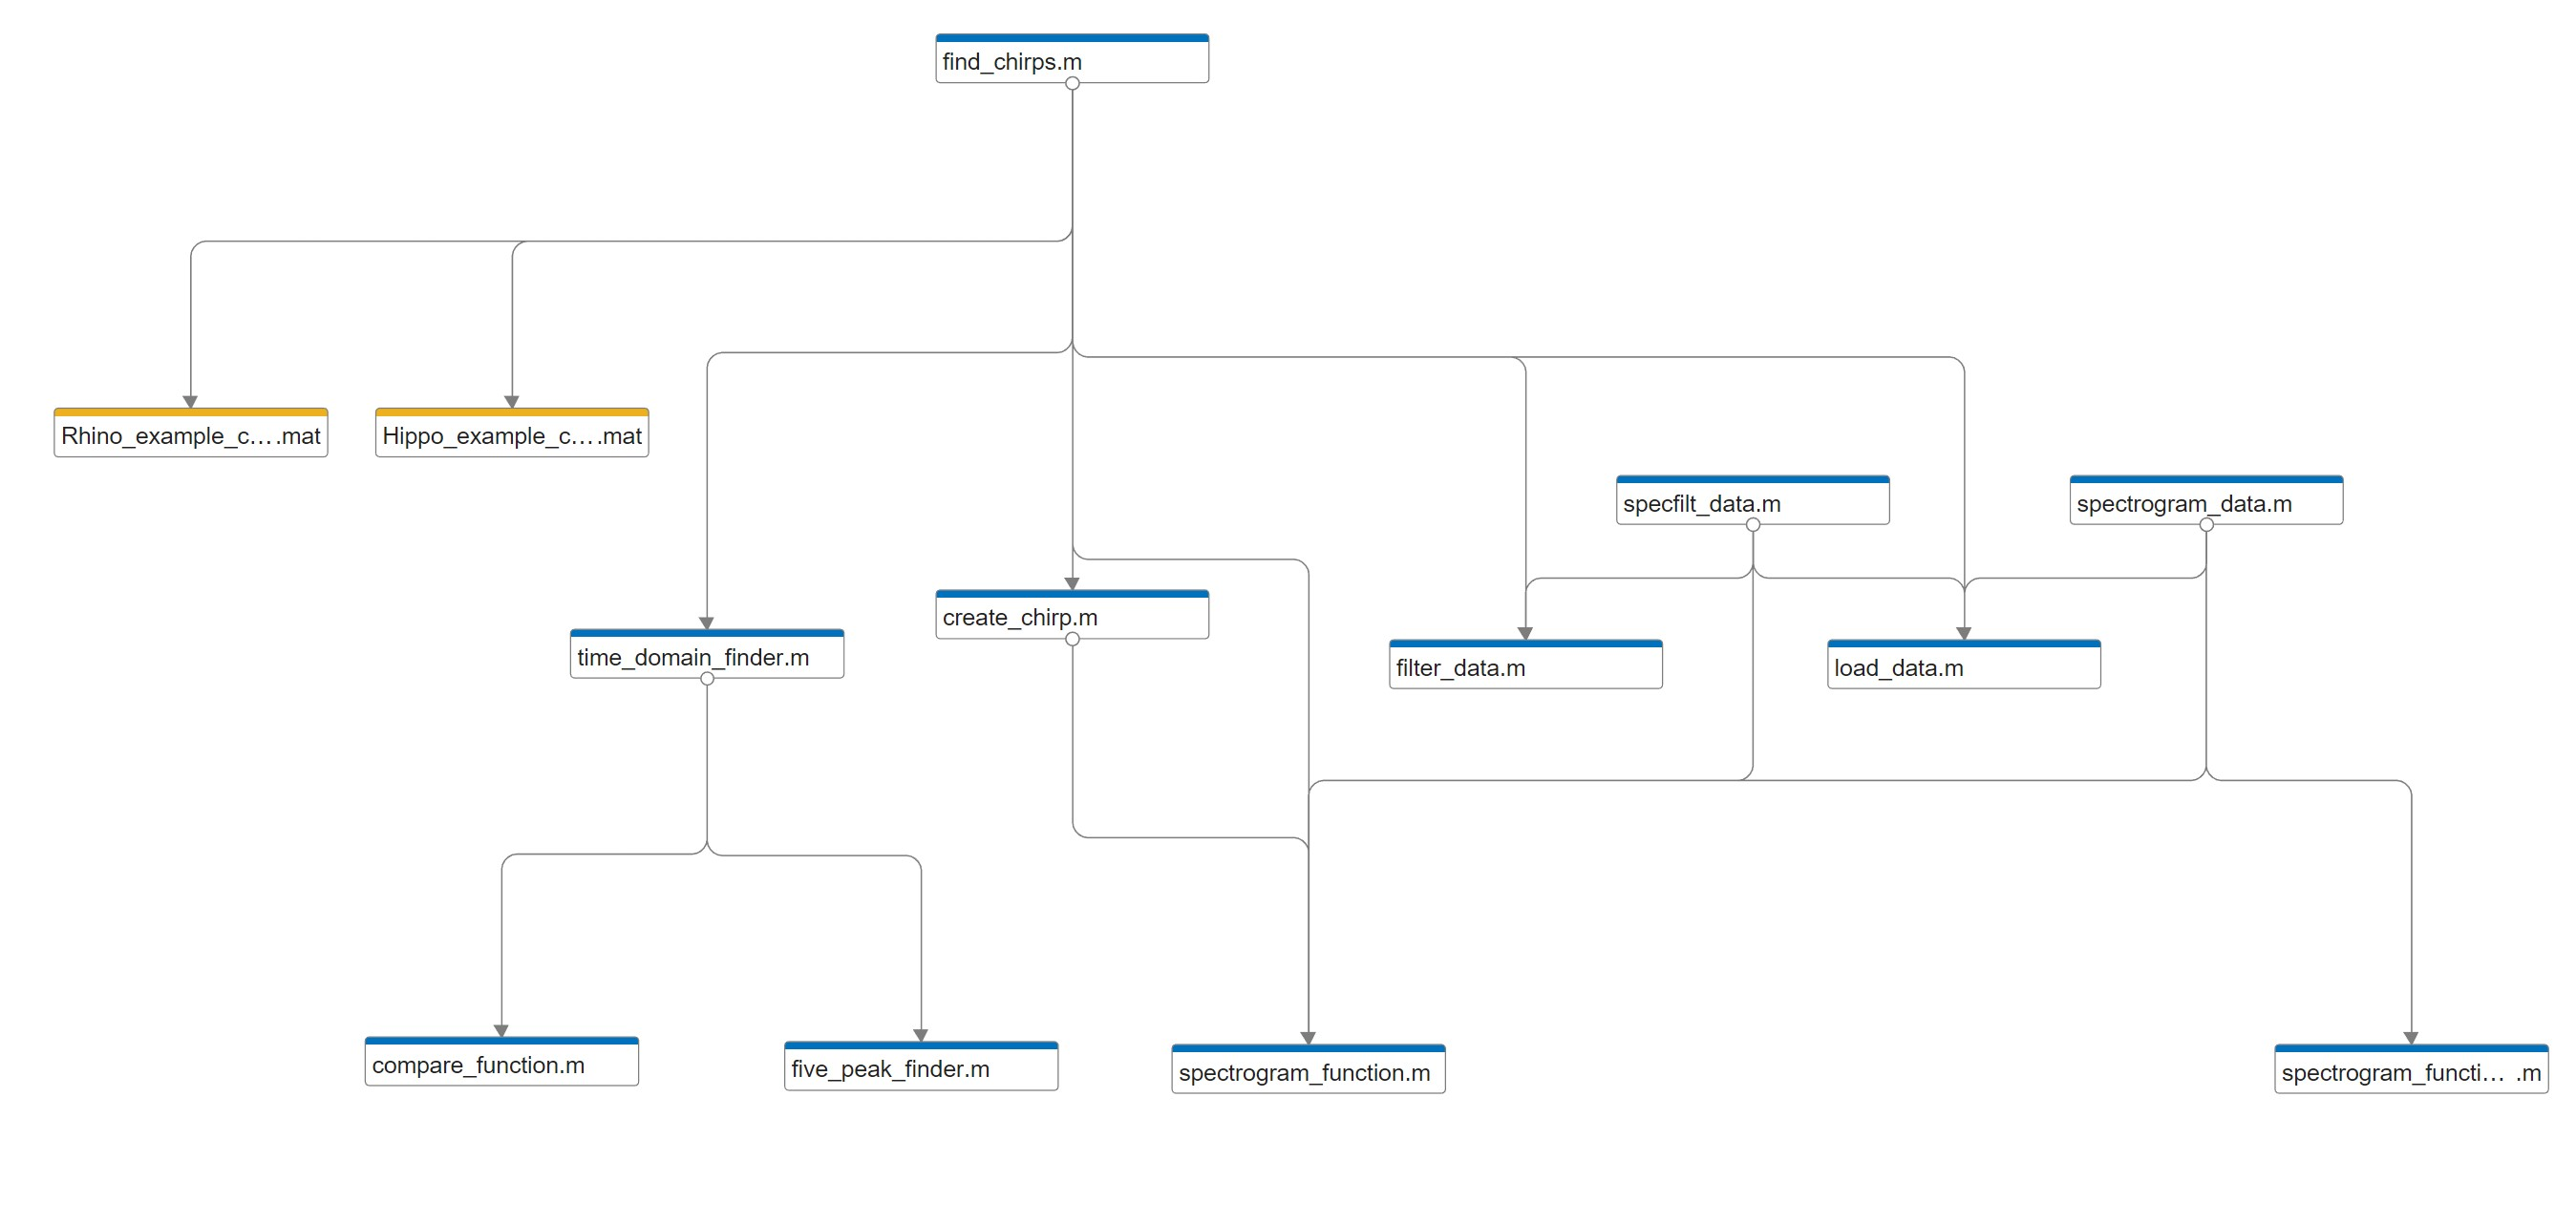 find_chirps.m
Rhino_example_c... .mat
Hippo_example_c... .mat
specfilt_data.m
spectrogram_data.m
create_chirp.m
time_domain_finder.m
filter_data.m
load_data.m
compare_function.m
five_peak_finder.m
spectrogram_function.m
spectrogram_functi... .m